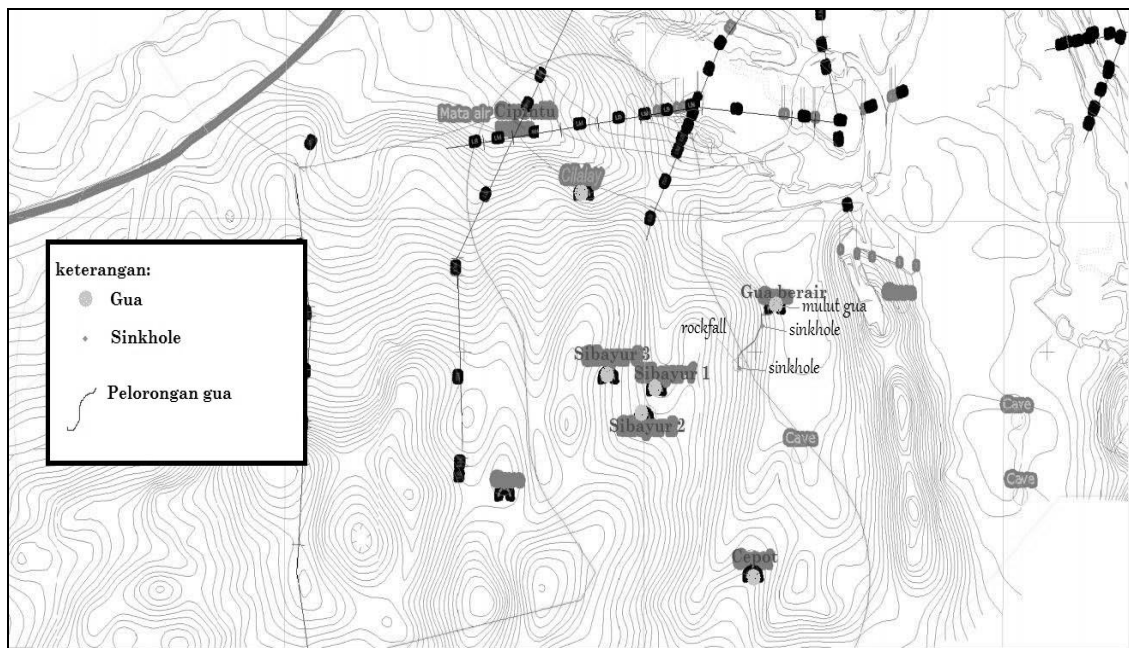 Mata air Cipintu
Cilalay
keterangan:
Gua
Sinkhole
Pelorongan gua
Gua berair
mulut gua
rockfall
sinkhole
sinkhole
Sibayur 3
Sibayur 1
Sibayur 2
Cave
Cave
Cave
Cepot